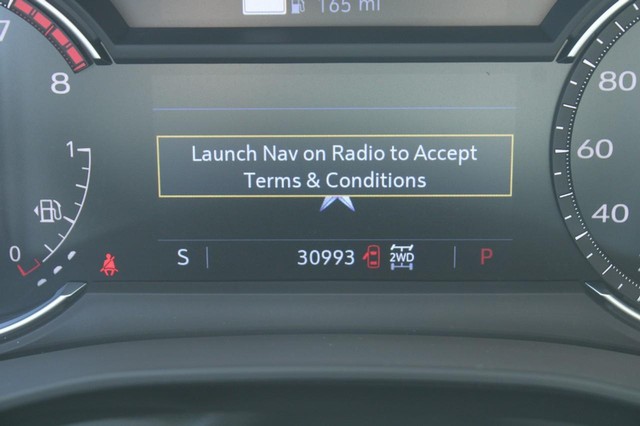 165 mi
7
8
80
Launch Nav on Radio to Accept
Terms & Conditions
1
60
40
0
S
30993
2WD
P